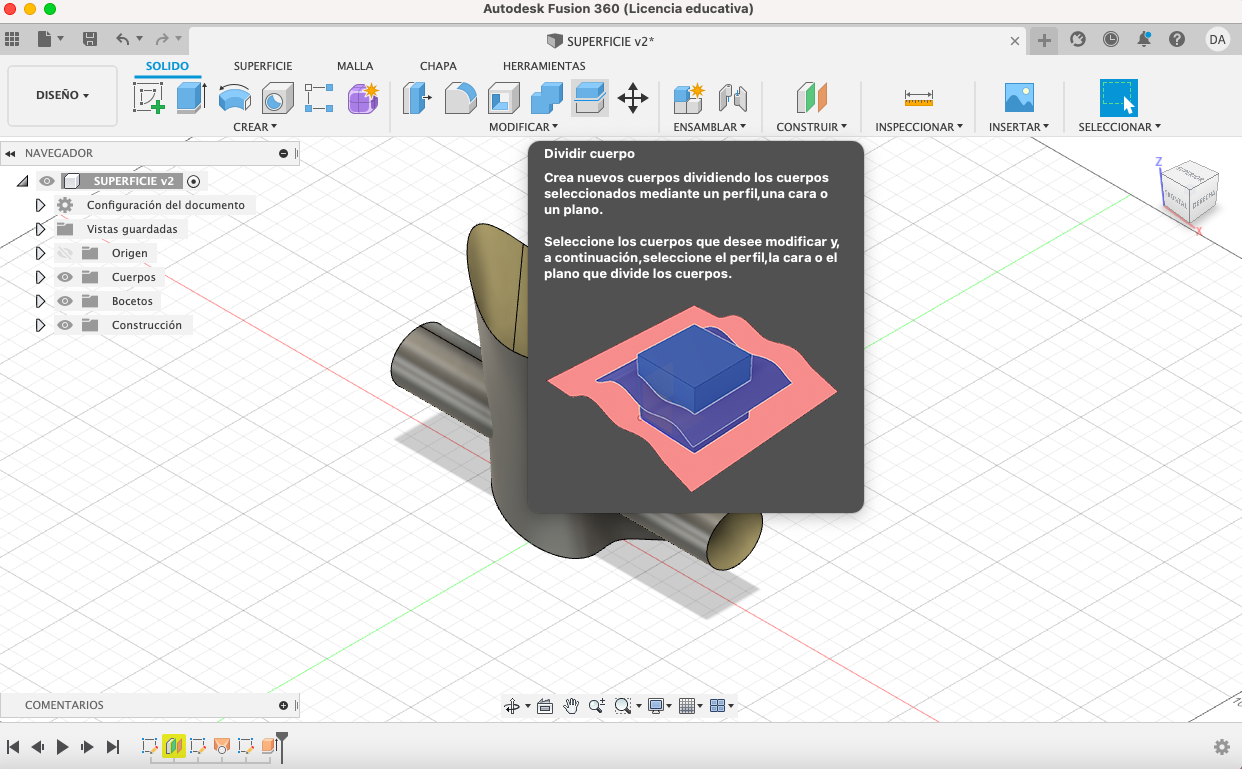 Autodesk Fusion 360 (Licencia educativa)
SUPERFICIE v2*
DA
DISEÑO
SOLIDO
SUPERFICIE
MALLA
CHAPA
HERRAMIENTAS
CREAR
MODIFICAR
ENSAMBLAR
CONSTRUIR
INSPECCIONAR
INSERTAR
SELECCIONAR
NAVEGADOR
SUPERFICIE v2
Configuración del documento
Vistas guardadas
Origen
Cuerpos
Bocetos
Construcción
Dividir cuerpo
Crea nuevos cuerpos dividiendo los cuerpos
seleccionados mediante un perfil,una cara o
un plano.
Seleccione los cuerpos que desee modificar y,
a continuación,seleccione el perfil,la cara o el
plano que divide los cuerpos.
Z
SUPERIOR
FRONTAL
DERECHA
X
COMENTARIOS